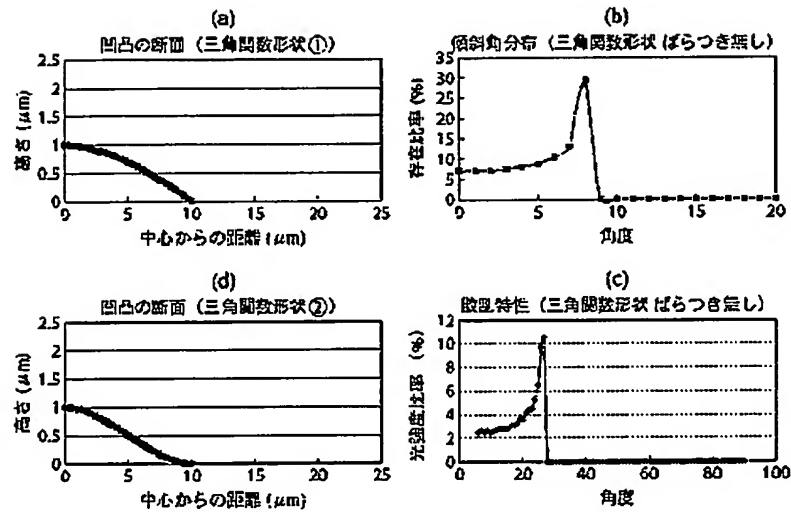 (a)
凹凸の断面 (三角関数形状①)
高さ (μm)
2.5
2
1.5
1
0.5
0
0 5 10 15 20 25
中心からの距離 (μm)
(b)
傾斜角分布 (三角関数形状 ばらつき無し)
存在比率 (%)
35
30
25
20
15
10
5
0
0 5 10 15 20
角度
(d)
凹凸の断面 (三角関数形状②)
高さ (μm)
2.5
2
1.5
1
0.5
0
0 5 10 15 20 25
中心からの距離 (μm)
(c)
散乱特性 (三角関数形状 ばらつき無し)
光強度比率 (%)
12
10
8
6
4
2
0
0 20 40 60 80 100
角度